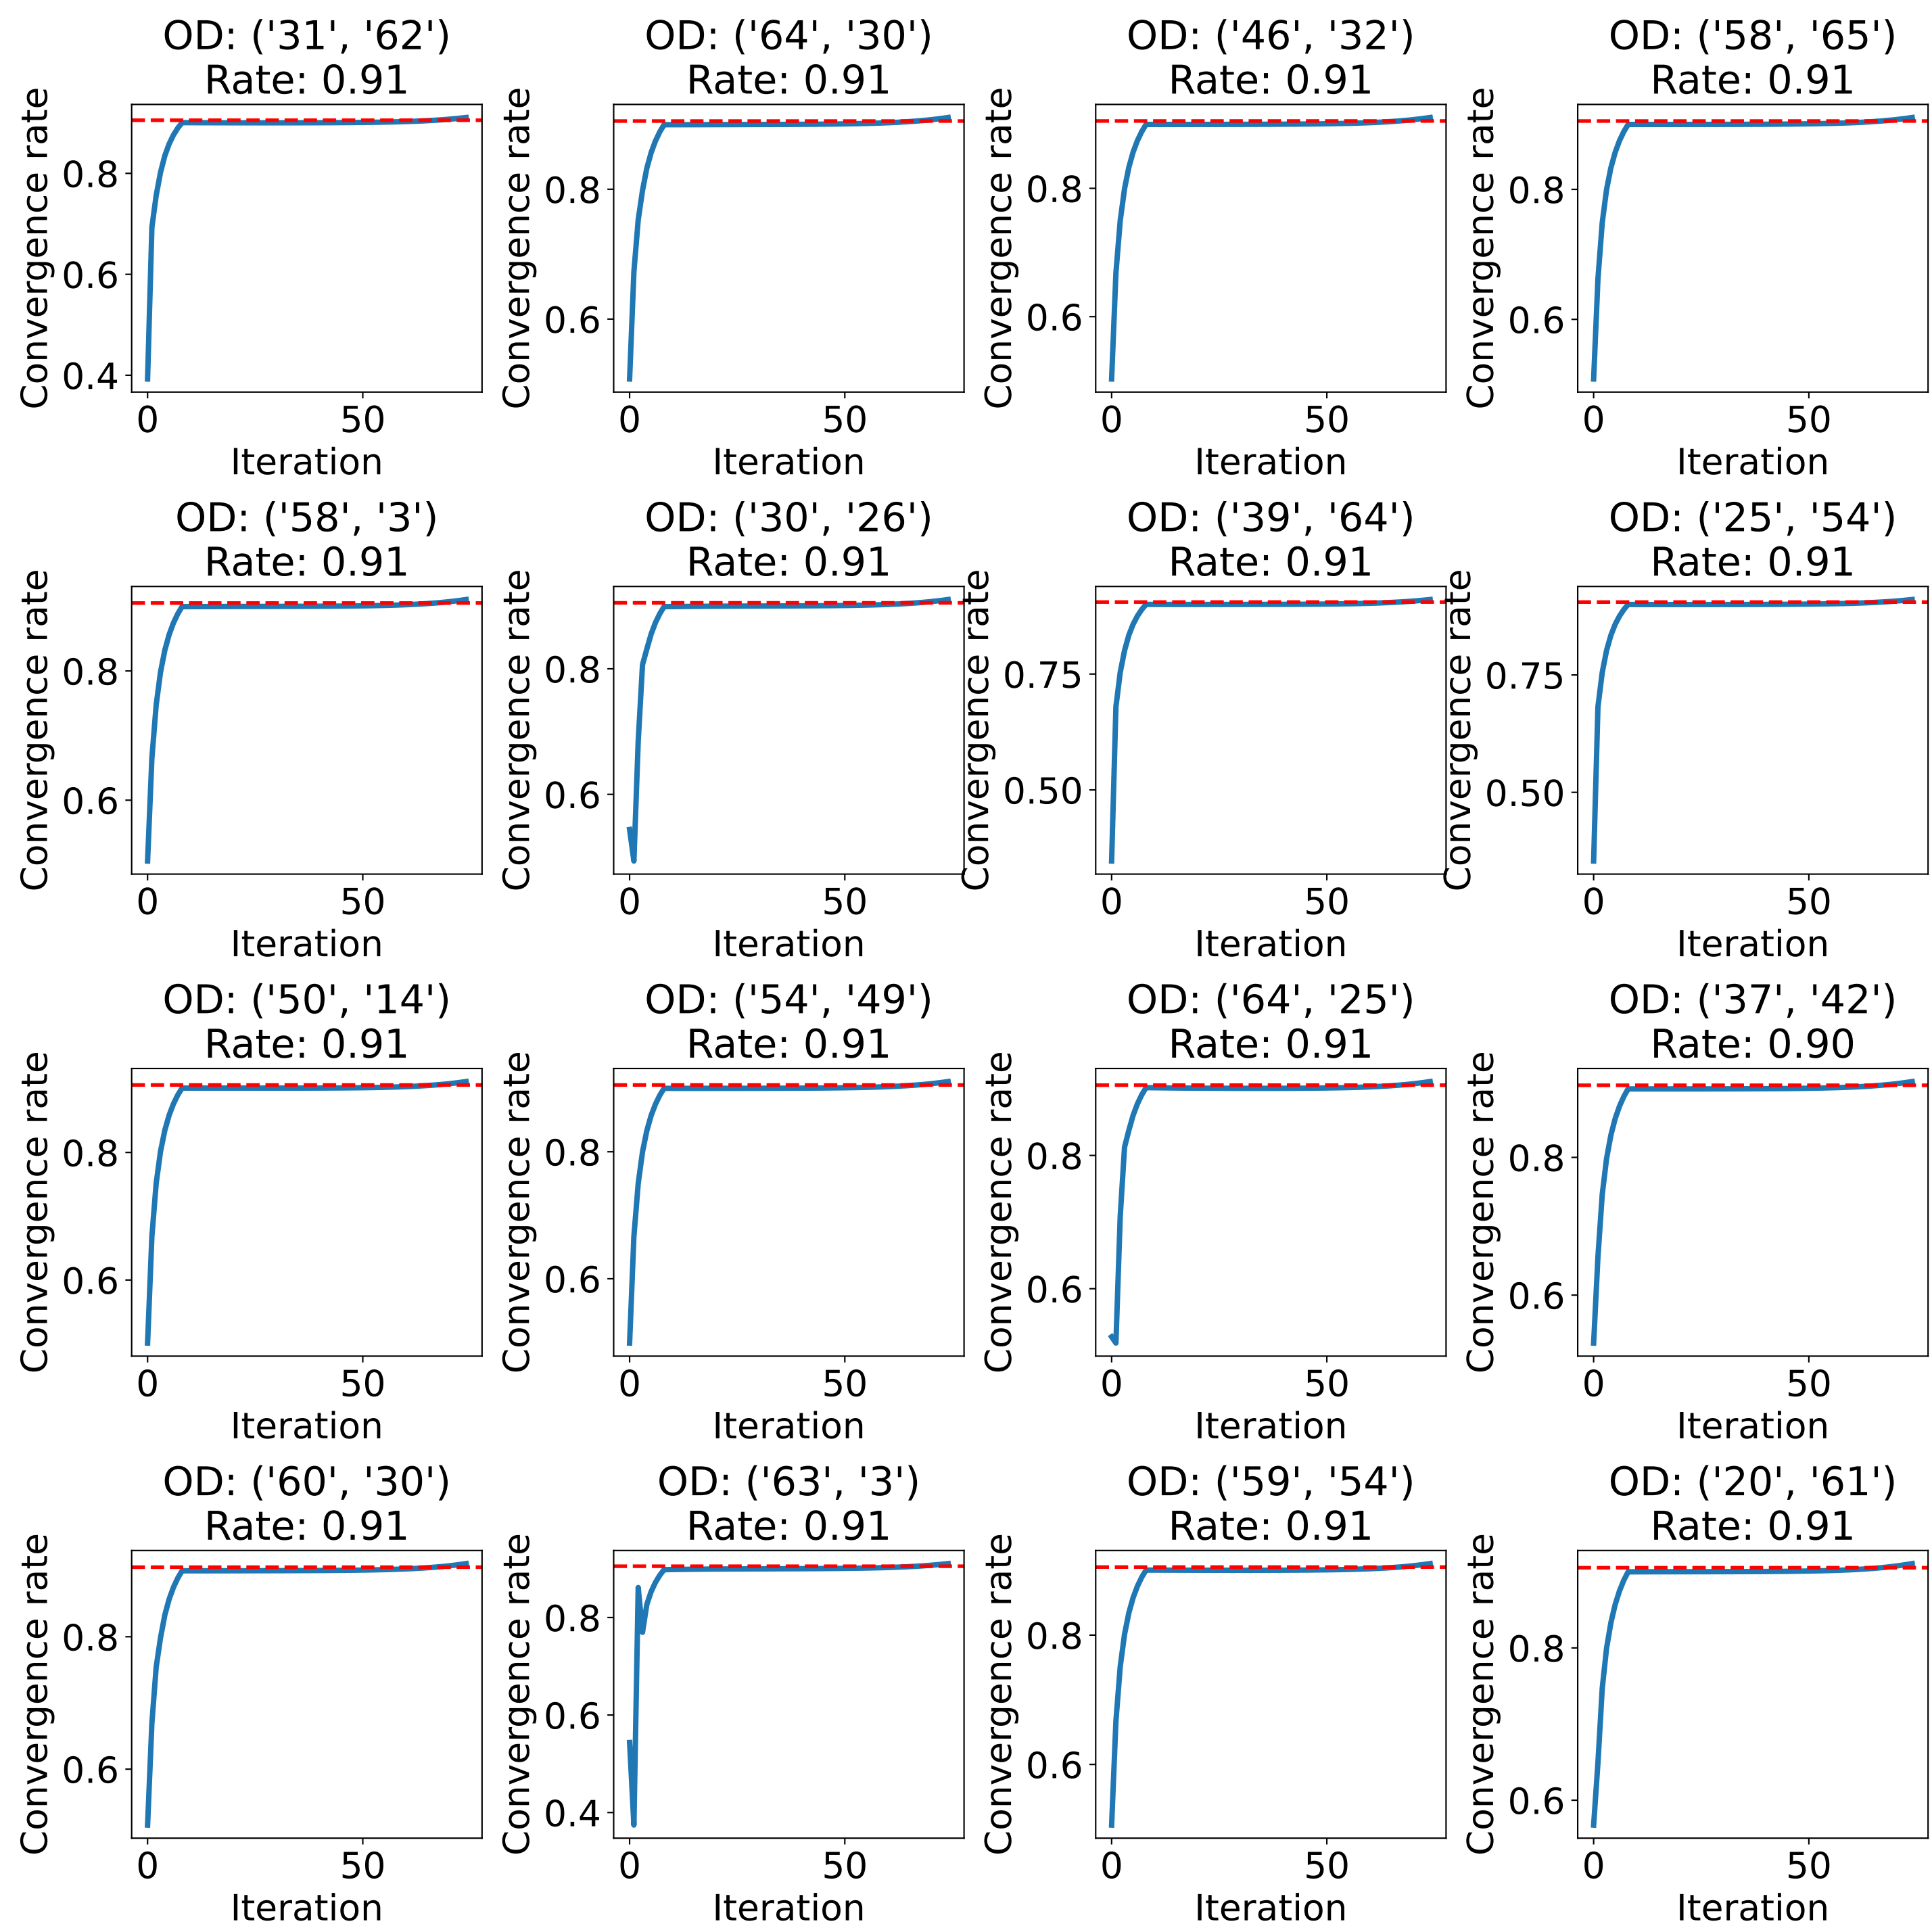 OD: ('31', '62')
Rate: 0.91
Convergence rate
0.8
0.6
0.4
0
50
Iteration
OD: ('64', '30')
Rate: 0.91
Convergence rate
0.8
0.6
0
50
Iteration
OD: ('46', '32')
Rate: 0.91
Convergence rate
0.8
0.6
0
50
Iteration
OD: ('58', '65')
Rate: 0.91
Convergence rate
0.8
0.6
0
50
Iteration
OD: ('58', '3')
Rate: 0.91
Convergence rate
0.8
0.6
0
50
Iteration
OD: ('30', '26')
Rate: 0.91
Convergence rate
0.8
0.6
0
50
Iteration
OD: ('39', '64')
Rate: 0.91
Convergence rate
0.75
0.50
0
50
Iteration
OD: ('25', '54')
Rate: 0.91
Convergence rate
0.75
0.50
0
50
Iteration
OD: ('50', '14')
Rate: 0.91
Convergence rate
0.8
0.6
0
50
Iteration
OD: ('54', '49')
Rate: 0.91
Convergence rate
0.8
0.6
0
50
Iteration
OD: ('64', '25')
Rate: 0.91
Convergence rate
0.8
0.6
0
50
Iteration
OD: ('37', '42')
Rate: 0.90
Convergence rate
0.8
0.6
0
50
Iteration
OD: ('60', '30')
Rate: 0.91
Convergence rate
0.8
0.6
0
50
Iteration
OD: ('63', '3')
Rate: 0.91
Convergence rate
0.8
0.6
0.4
0
50
Iteration
OD: ('59', '54')
Rate: 0.91
Convergence rate
0.8
0.6
0
50
Iteration
OD: ('20', '61')
Rate: 0.91
Convergence rate
0.8
0.6
0
50
Iteration